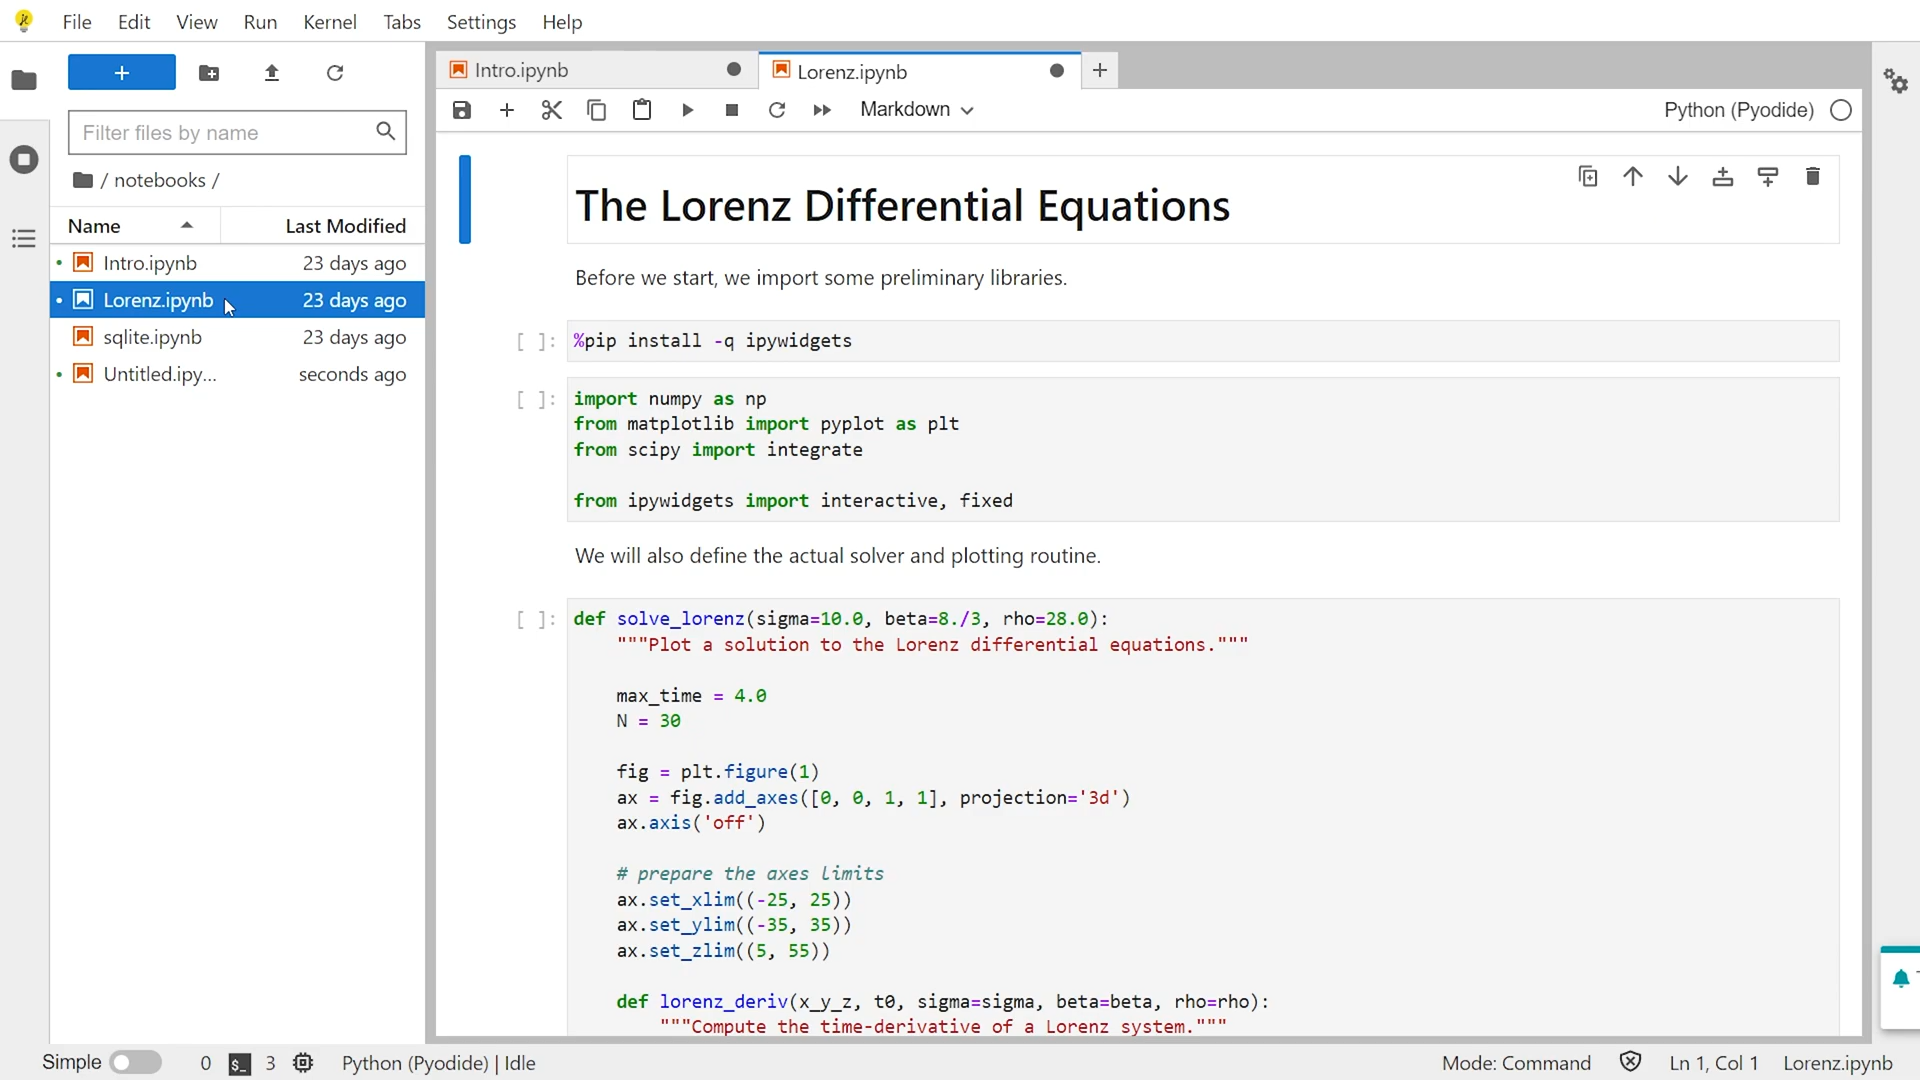 File Edit View Run Kernel Tabs Settings Help
Filter files by name
/ notebooks /
Name Last Modified
Intro.ipynb 23 days ago
Lorenz.ipynb 23 days ago
sqlite.ipynb 23 days ago
Untitled.ipy... seconds ago
Intro.ipynb Lorenz.ipynb
Markdown Python (Pyodide)
The Lorenz Differential Equations
Before we start, we import some preliminary libraries.
[ ]: %pip install -q ipywidgets
[ ]: import numpy as np
from matplotlib import pyplot as plt
from scipy import integrate
from ipywidgets import interactive, fixed
We will also define the actual solver and plotting routine.
[ ]: def solve_lorenz(sigma=10.0, beta=8./3, rho=28.0):
"""Plot a solution to the Lorenz differential equations."""
max_time = 4.0
N = 30
fig = plt.figure(1)
ax = fig.add_axes([0, 0, 1, 1], projection='3d')
ax.axis('off')
# prepare the axes limits
ax.set_xlim((-25, 25))
ax.set_ylim((-35, 35))
ax.set_zlim((5, 55))
def lorenz_deriv(x_y_z, t0, sigma=sigma, beta=beta, rho=rho):
"""Compute the time-derivative of a Lorenz system."""
Simple 0 $_ 3 Python (Pyodide) | Idle Mode: Command Ln 1, Col 1 Lorenz.ipynb